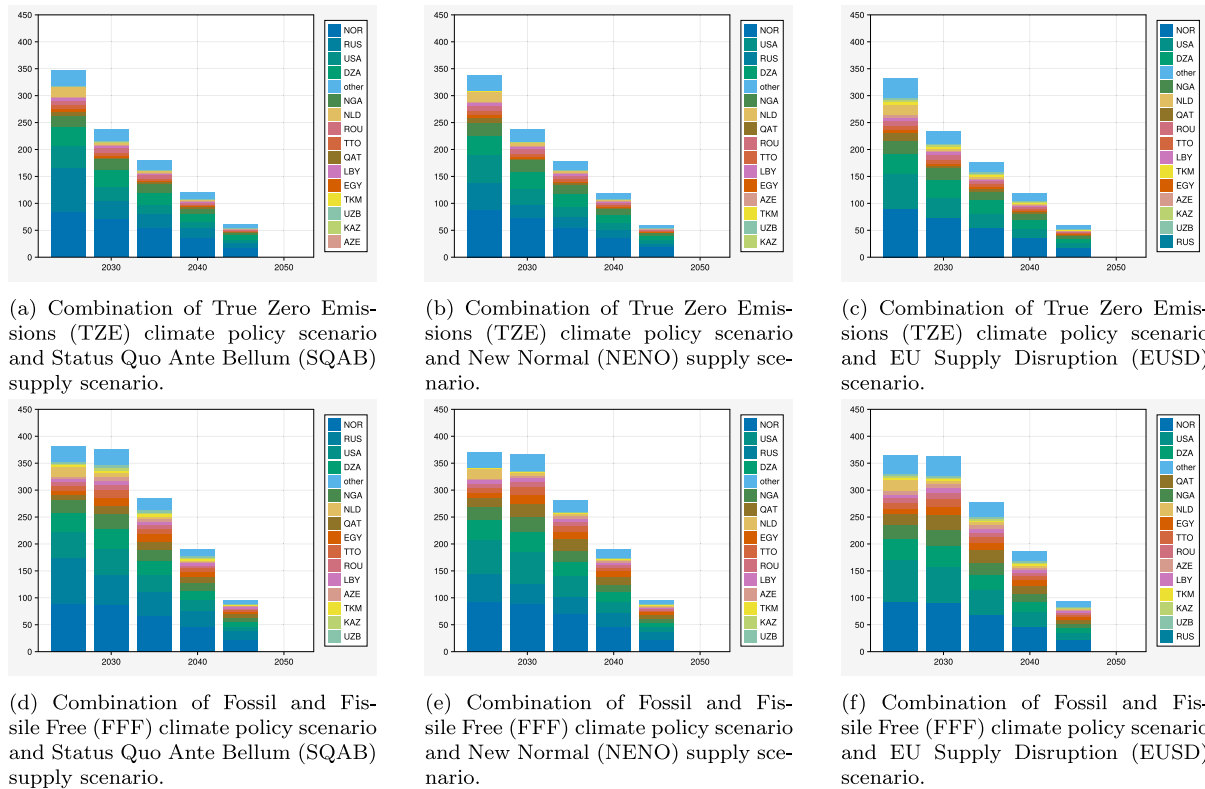 450
400
350
300
250
200
150
100
50
0
2030
2040
2050
NOR
RUS
USA
DZA
other
NGA
NLD
ROU
TTO
QAT
LBY
EGY
TKM
UZB
KAZ
AZE
450
400
350
300
250
200
150
100
50
0
2030
2040
2050
NOR
USA
RUS
DZA
other
NGA
NLD
QAT
ROU
TTO
LBY
EGY
AZE
TKM
UZB
KAZ
450
400
350
300
250
200
150
100
50
0
2030
2040
2050
NOR
USA
DZA
other
NGA
NLD
QAT
ROU
TTO
LBY
TKM
EGY
AZE
KAZ
UZB
RUS
(a) Combination of True Zero Emis-
sions (TZE) climate policy scenario
and Status Quo Ante Bellum (SQAB)
supply scenario.
(b) Combination of True Zero Emis-
sions (TZE) climate policy scenario
and New Normal (NENO) supply sce-
nario.
(c) Combination of True Zero Emis-
sions (TZE) climate policy scenario
and EU Supply Disruption (EUSD)
scenario.
450
400
350
300
250
200
150
100
50
0
2030
2040
2050
NOR
RUS
USA
DZA
other
NGA
NLD
QAT
EGY
TTO
ROU
LBY
AZE
TKM
KAZ
UZB
450
400
350
300
250
200
150
100
50
0
2030
2040
2050
NOR
USA
RUS
DZA
other
NGA
QAT
NLD
EGY
TTO
ROU
LBY
AZE
TKM
KAZ
UZB
450
400
350
300
250
200
150
100
50
0
2030
2040
2050
NOR
USA
DZA
other
QAT
NGA
NLD
EGY
TTO
ROU
AZE
LBY
TKM
KAZ
UZB
RUS
(d) Combination of Fossil and Fis-
sile Free (FFF) climate policy scenario
and Status Quo Ante Bellum (SQAB)
supply scenario.
(e) Combination of Fossil and Fis-
sile Free (FFF) climate policy scenario
and New Normal (NENO) supply sce-
nario.
(f) Combination of Fossil and Fis-
sile Free (FFF) climate policy scenario
and EU Supply Disruption (EUSD)
scenario.